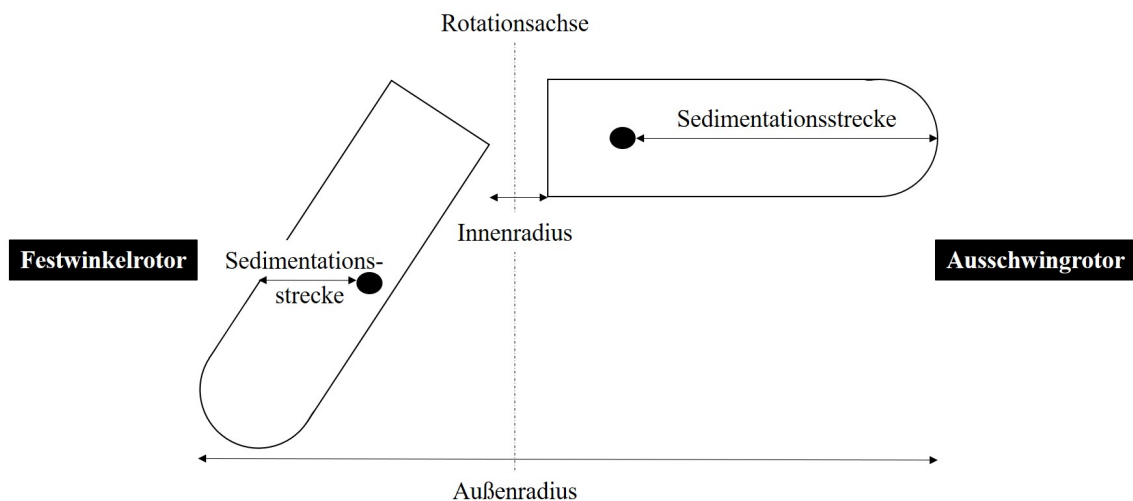 Rotationsachse
Sedimentationsstrecke
Innenradius
Festwinkelrotor
Sedimentations-
strecke
Ausschwingrotor
Außenradius